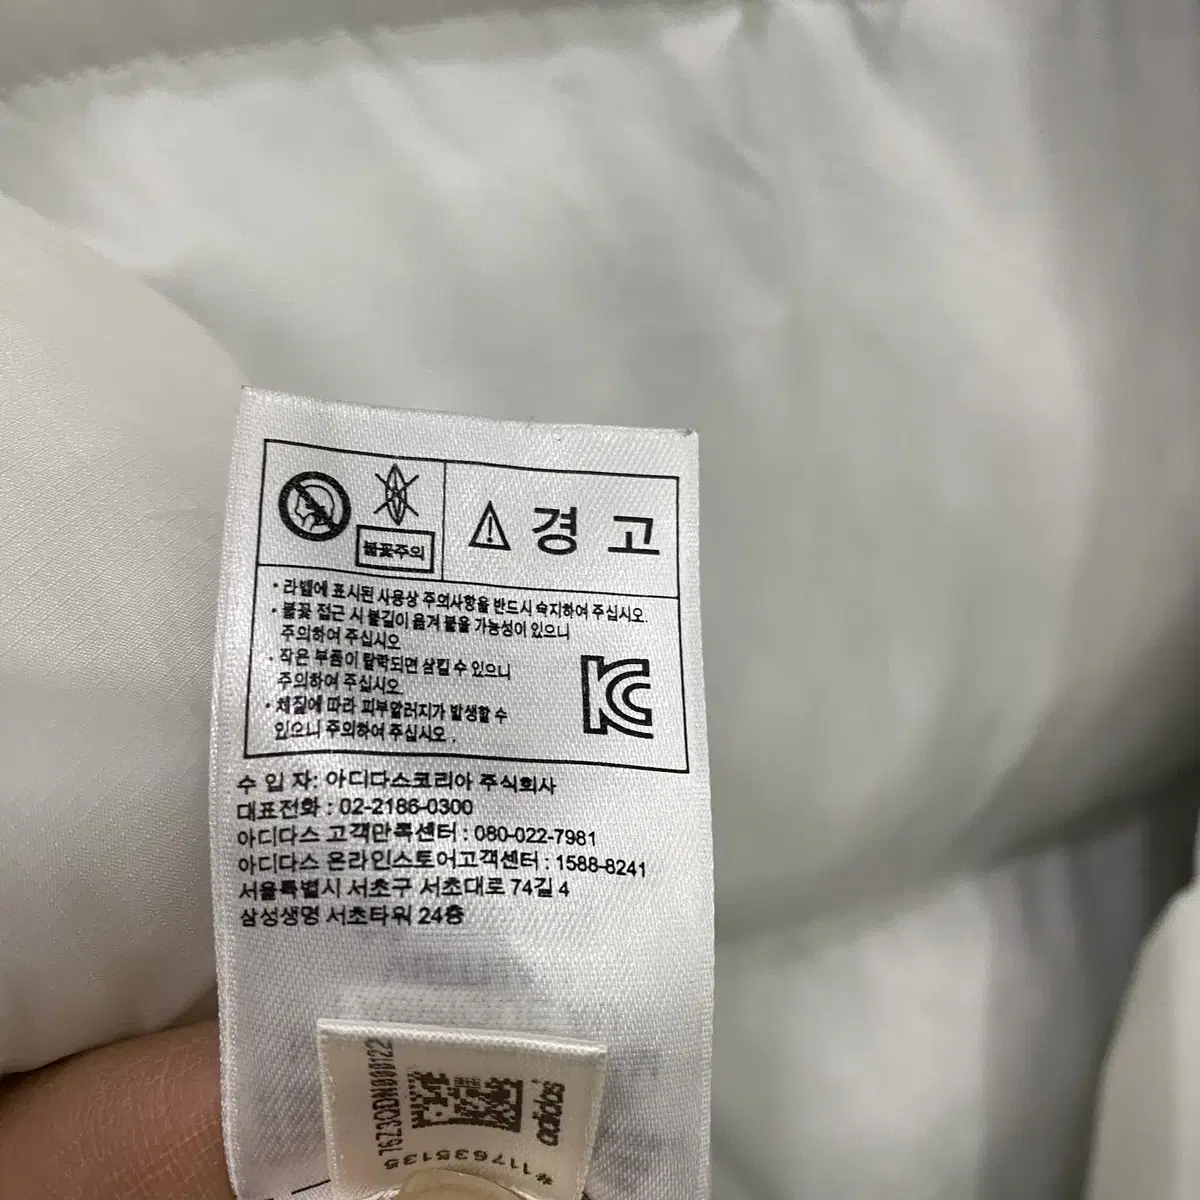 불꽃주의
경 고
• 라벨에 표시된 사용상 주의사항을 반드시 숙지하여 주십시오.
• 불꽃 접근 시 불길이 옮겨 붙을 가능성이 있으니
주의하여 주십시오
• 작은 부품이 탈락되면 삼킬 수 있으니
주의하여 주십시오.
• 체질에 따라 피부알러지가 발생할 수
있으니 주의하여 주십시오 .
수 입 자: 아디다스코리아 주식회사
대표전화 : 02-2186-0300
아디다스 고객만족센터 : 080-022-7981
아디다스 온라인스토어고객센터 : 1588-8241
서울특별시 서초구 서초대로 74길 4
삼성생명 서초타워 24층
76Z3QDN000122
adidas
#117635135